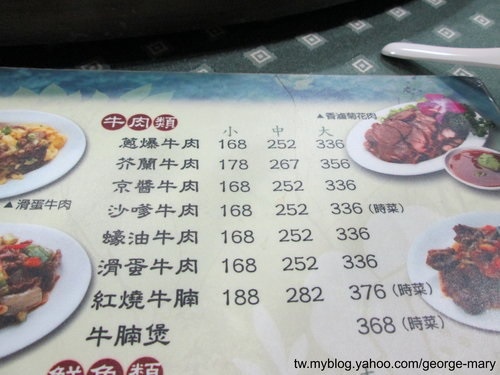 牛肉類
小 中 大
▲香滷菊花肉
蔥爆牛肉 168 252 336
芥蘭牛肉 178 267 356
京醬牛肉 168 252 336
沙嗲牛肉 168 252 336 (時菜)
▲滑蛋牛肉
蠔油牛肉 168 252 336
滑蛋牛肉 168 252 336
紅燒牛腩 188 282 376 (時菜)
牛腩煲 368 (時菜)
鮮魚類
tw.myblog.yahoo.com/george-mary